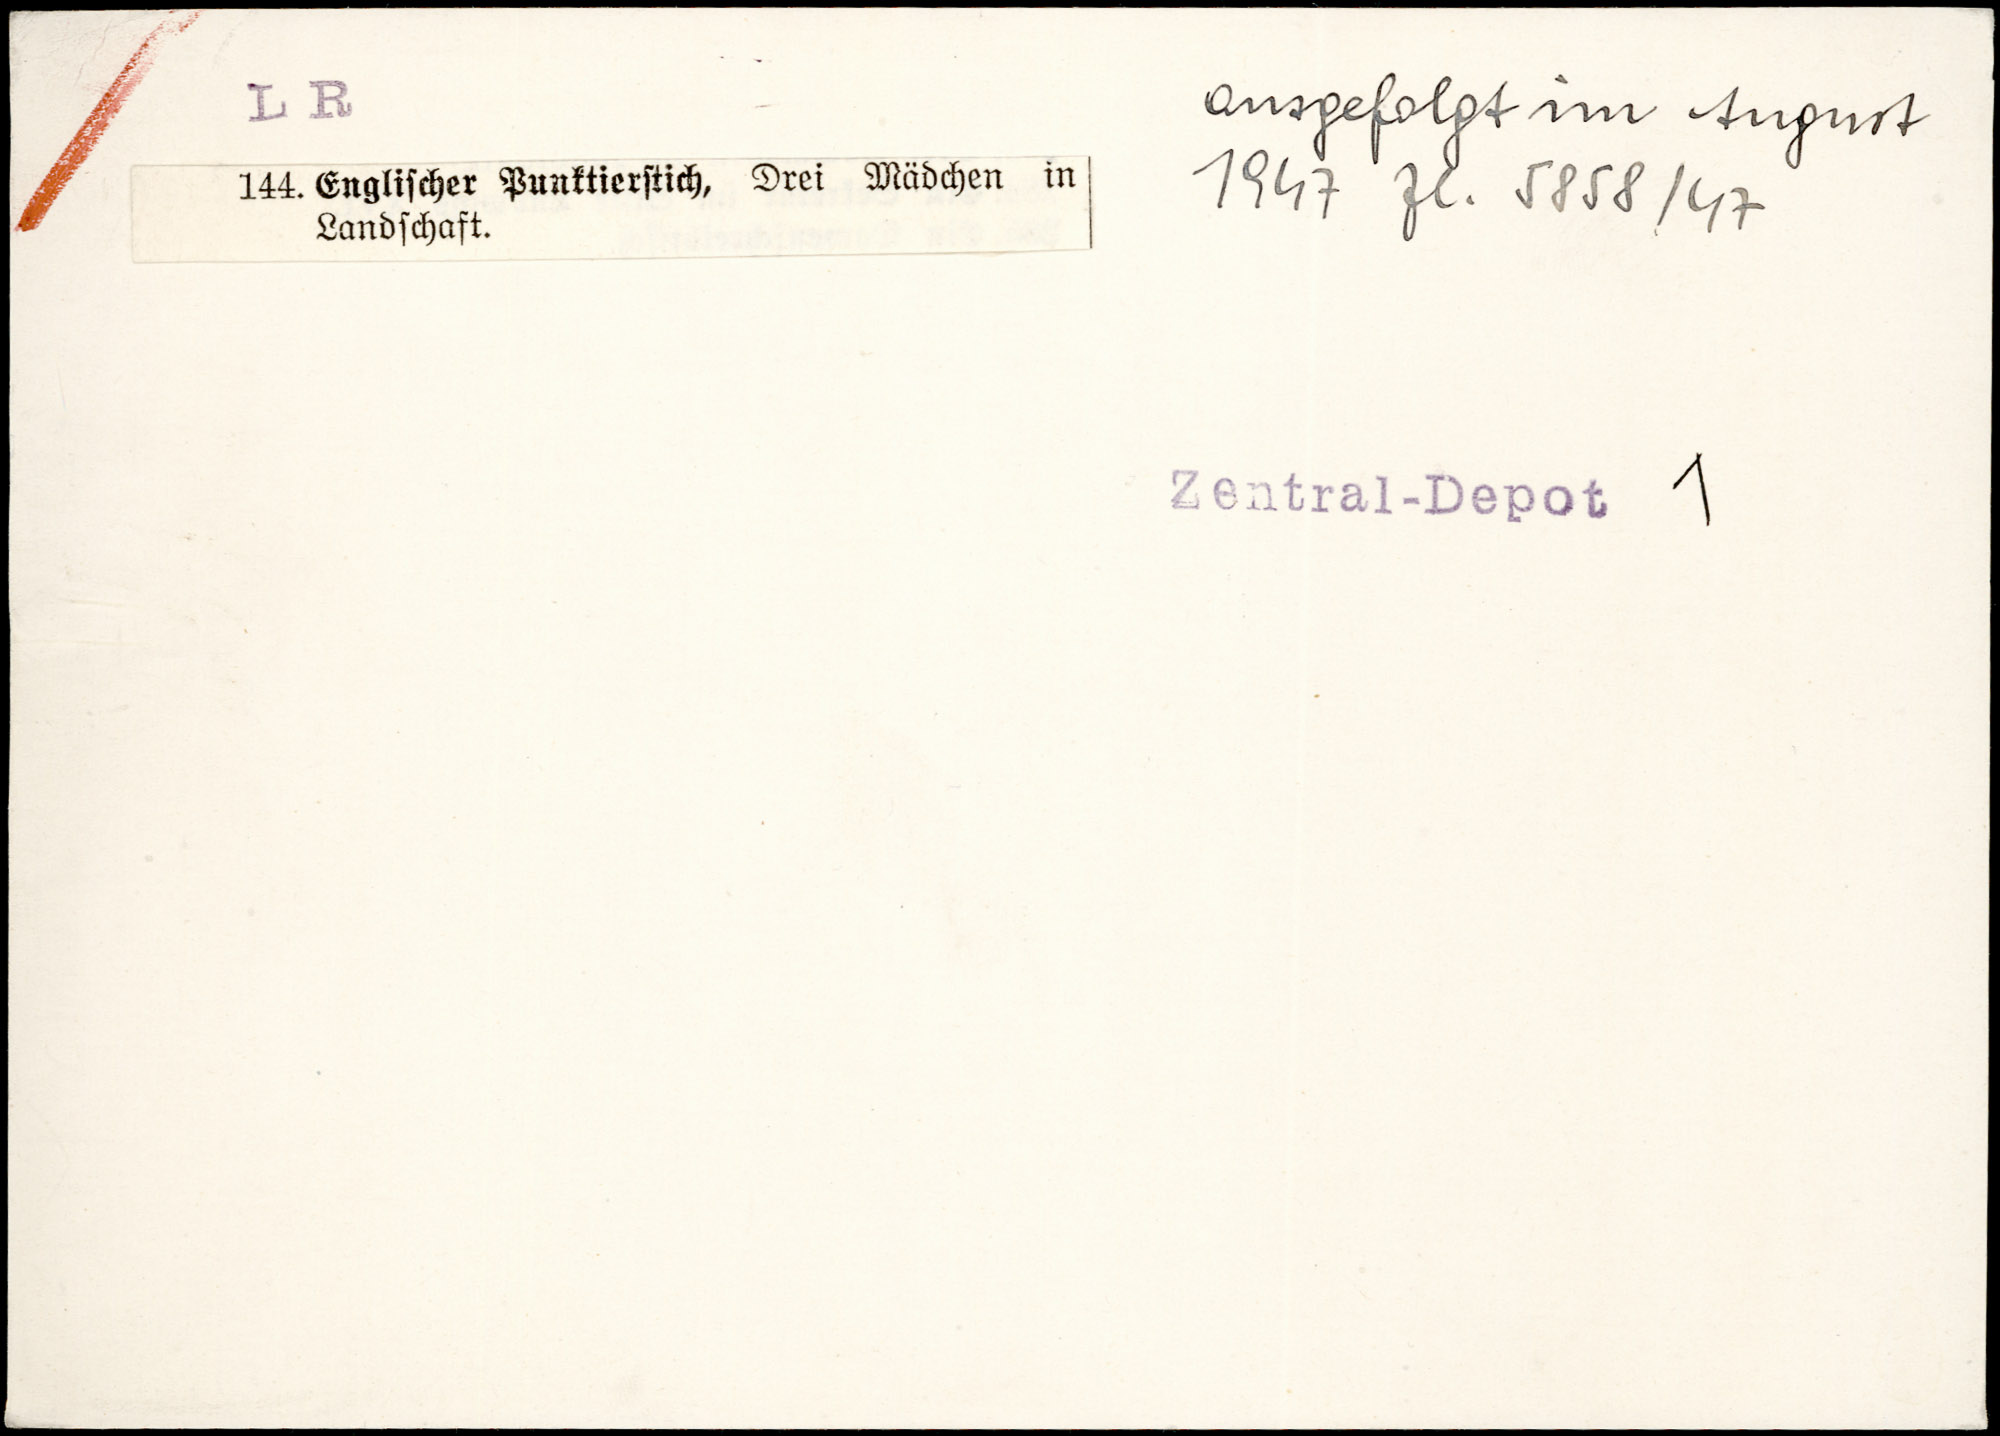 L R
ausgefolgt im August
1947 Zl. 5858/47
144. Englischer Punktierstich, Drei Mädchen in
Landschaft.
Zentral-Depot 1